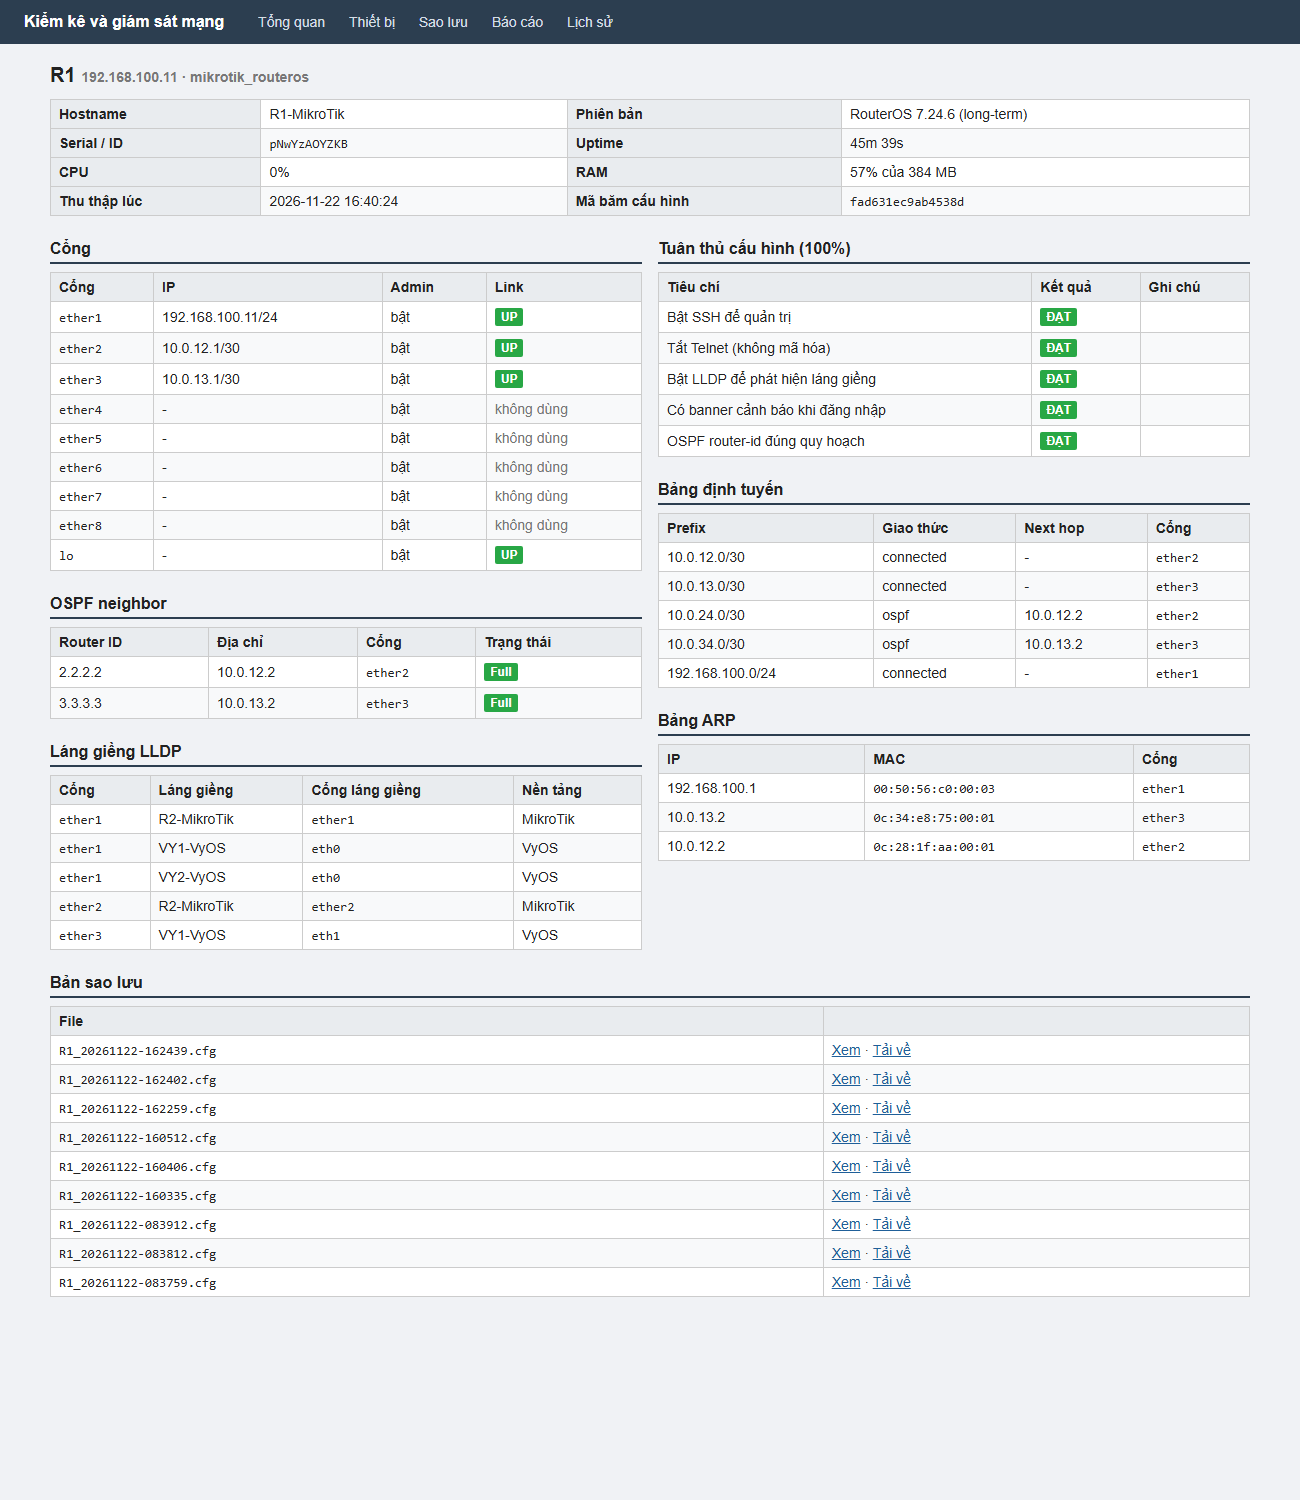 Kiểm kê và giám sát mạng Tổng quan Thiết bị Sao lưu Báo cáo Lịch sử
R1 192.168.100.11 · mikrotik_routeros
Hostname R1-MikroTik Phiên bản RouterOS 7.24.6 (long-term)
Serial / ID pNwYzAOYZKB Uptime 45m 39s
CPU 0% RAM 57% của 384 MB
Thu thập lúc 2026-11-22 16:40:24 Mã băm cấu hình fad631ec9ab4538d
Cổng
Cổng IP Admin Link
ether1 192.168.100.11/24 bật UP
ether2 10.0.12.1/30 bật UP
ether3 10.0.13.1/30 bật UP
ether4 - bật không dùng
ether5 - bật không dùng
ether6 - bật không dùng
ether7 - bật không dùng
ether8 - bật không dùng
lo - bật UP
OSPF neighbor
Router ID Địa chỉ Cổng Trạng thái
2.2.2.2 10.0.12.2 ether2 Full
3.3.3.3 10.0.13.2 ether3 Full
Láng giềng LLDP
Cổng Láng giềng Cổng láng giềng Nền tảng
ether1 R2-MikroTik ether1 MikroTik
ether1 VY1-VyOS eth0 VyOS
ether1 VY2-VyOS eth0 VyOS
ether2 R2-MikroTik ether2 MikroTik
ether3 VY1-VyOS eth1 VyOS
Tuân thủ cấu hình (100%)
Tiêu chí Kết quả Ghi chú
Bật SSH để quản trị ĐẠT
Tắt Telnet (không mã hóa) ĐẠT
Bật LLDP để phát hiện láng giềng ĐẠT
Có banner cảnh báo khi đăng nhập ĐẠT
OSPF router-id đúng quy hoạch ĐẠT
Bảng định tuyến
Prefix Giao thức Next hop Cổng
10.0.12.0/30 connected - ether2
10.0.13.0/30 connected - ether3
10.0.24.0/30 ospf 10.0.12.2 ether2
10.0.34.0/30 ospf 10.0.13.2 ether3
192.168.100.0/24 connected - ether1
Bảng ARP
IP MAC Cổng
192.168.100.1 00:50:56:c0:00:03 ether1
10.0.13.2 0c:34:e8:75:00:01 ether3
10.0.12.2 0c:28:1f:aa:00:01 ether2
Bản sao lưu
File
R1_20261122-162439.cfg Xem · Tải về
R1_20261122-162402.cfg Xem · Tải về
R1_20261122-162259.cfg Xem · Tải về
R1_20261122-160512.cfg Xem · Tải về
R1_20261122-160406.cfg Xem · Tải về
R1_20261122-160335.cfg Xem · Tải về
R1_20261122-083912.cfg Xem · Tải về
R1_20261122-083812.cfg Xem · Tải về
R1_20261122-083759.cfg Xem · Tải về